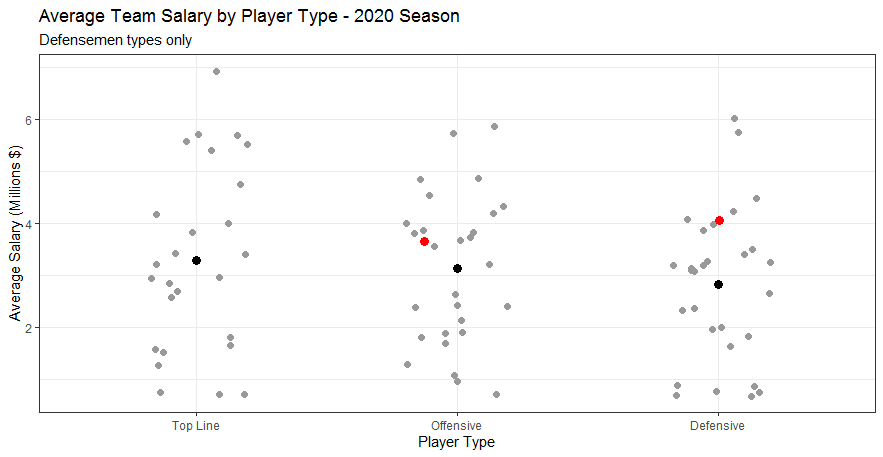 Average Team Salary by Player Type - 2020 Season
Defensemen types only
Average Salary (Millions $)
6
4
2
Top Line
Offensive
Defensive
Player Type